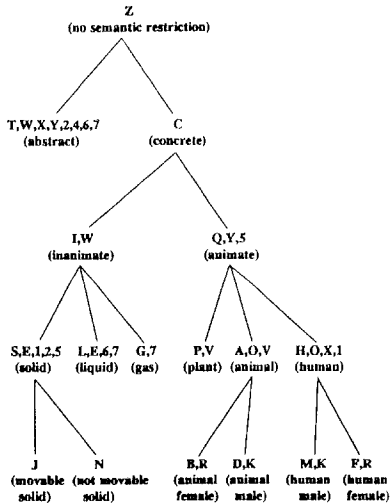 Z
(no semantic restriction)
T,W,X,Y,2,4,6,7
(abstract)
C
(concrete)
I,W
(inanimate)
Q,Y,5
(animate)
S,E,1,2,5
(solid)
L,E,6,7
(liquid)
G,7
(gas)
P,V
(plant)
A,O,V
(animal)
H,O,X,1
(human)
J
(movable
solid)
N
(not movable
solid)
B,R
(animal
female)
D,K
(animal
male)
M,K
(human
male)
F,R
(human
female)